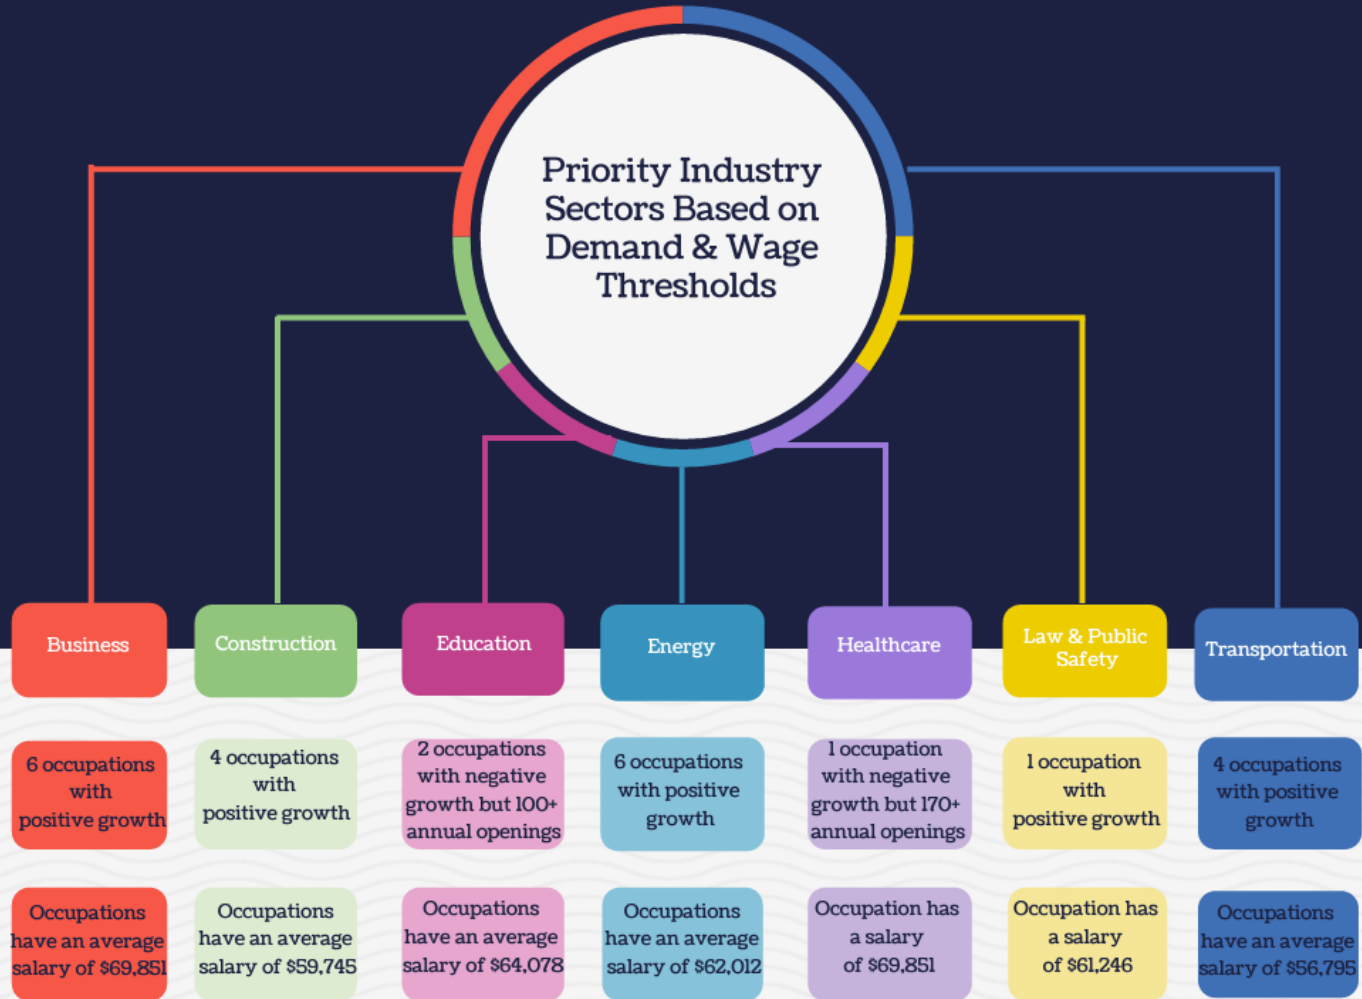 Priority Industry
Sectors Based on
Demand & Wage
Thresholds
Business
Construction
Education
Energy
Healthcare
Law & Public
Safety
Transportation
6 occupations
with
positive growth
4 occupations
with
positive growth
2 occupations
with negative
growth but 100+
annual openings
6 occupations
with positive
growth
1 occupation
with negative
growth but 170+
annual openings
1 occupation
with
positive growth
4 occupations
with positive
growth
Occupations
have an average
salary of $69,851
Occupations
have an average
salary of $59,745
Occupations
have an average
salary of $64,078
Occupations
have an average
salary of $62,012
Occupation has
a salary
of $69,851
Occupation has
a salary
of $61,246
Occupations
have an average
salary of $56,795